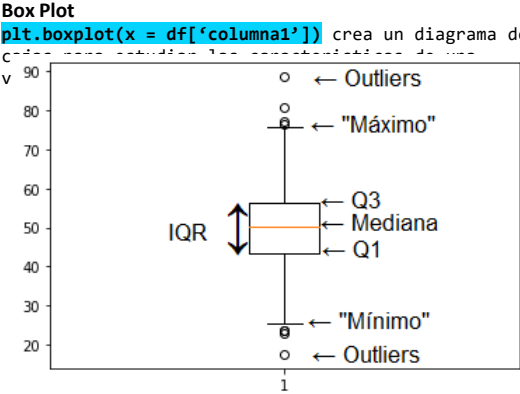 Box Plot
plt.boxplot(x = df[‘columna1’]) crea un diagrama de
v
90
← Outliers
80
← "Máximo"
70
60
← Q3
50
← Mediana
IQR
← Q1
40
30
← "Mínimo"
20
← Outliers
1